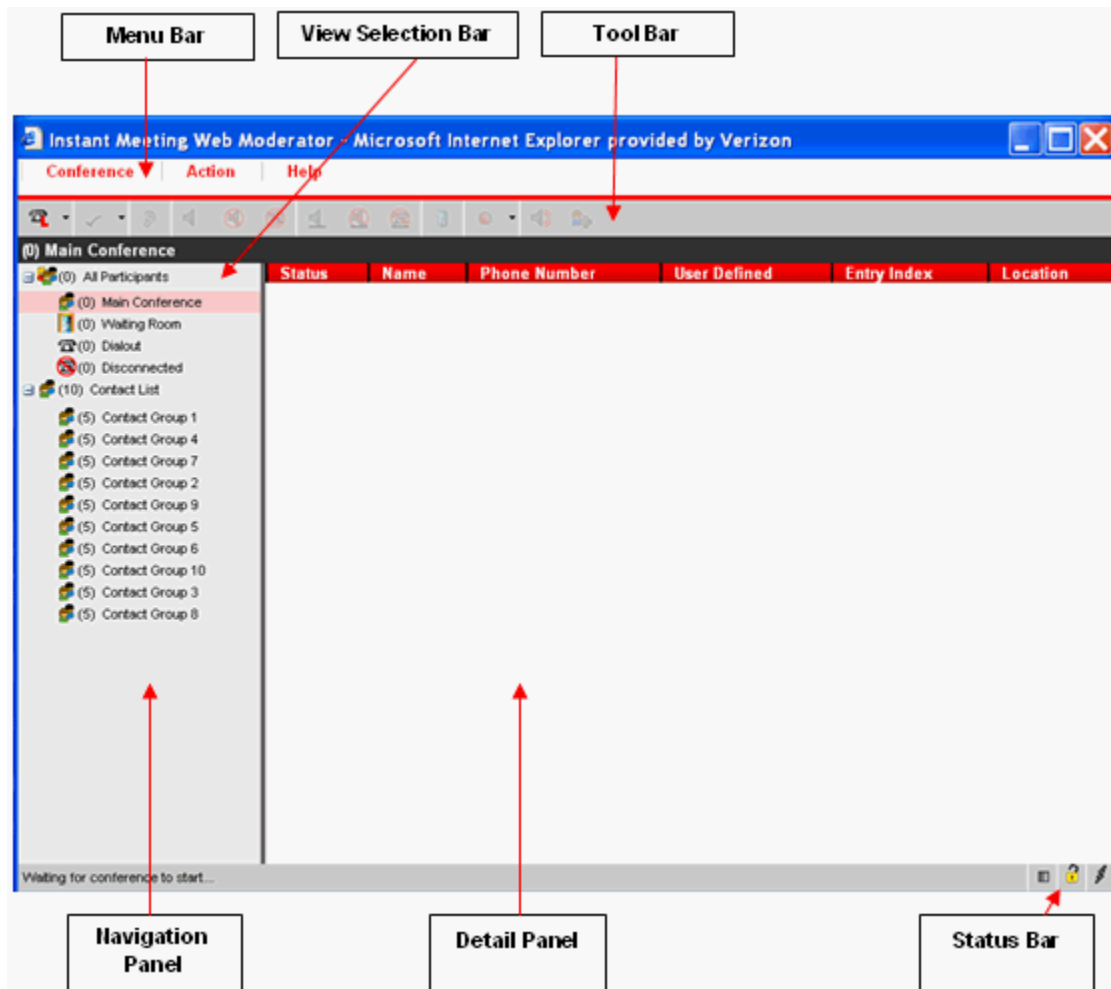 Menu Bar
View Selection Bar
Tool Bar
Instant Meeting Web Moderator - Microsoft Internet Explorer provided by Verizon
Conference Action Help
(0) Main Conference
(0) All Participants
Status Name Phone Number User Defined Entry Index Location
(0) Main Conference
(0) Waiting Room
(0) Dialout
(0) Disconnected
(10) Contact List
(5) Contact Group 1
(5) Contact Group 4
(5) Contact Group 7
(5) Contact Group 2
(5) Contact Group 9
(5) Contact Group 5
(5) Contact Group 6
(5) Contact Group 10
(5) Contact Group 3
(5) Contact Group 8
Waiting for conference to start...
Navigation
Panel
Detail Panel
Status Bar